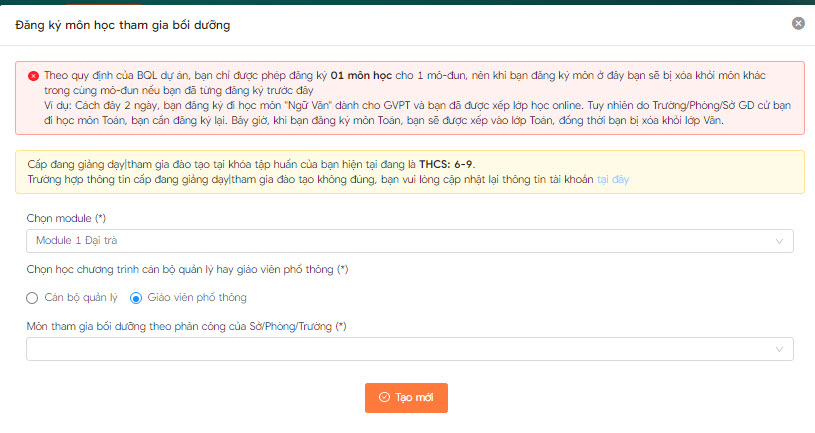 Đăng ký môn học tham gia bồi dưỡng
Theo quy định của BQL dự án, bạn chỉ được phép đăng ký 01 môn học cho 1 mô-đun, nên khi bạn đăng ký môn ở đây bạn sẽ bị xóa khỏi môn khác
trong cùng mô-đun nếu bạn đã từng đăng ký trước đây
Ví dụ: Cách đây 2 ngày, bạn đăng ký đi học môn "Ngữ Văn" dành cho GVPT và bạn đã được xếp lớp học online. Tuy nhiên do Trường/Phòng/Sở GD cử bạn
đi học môn Toán, bạn cần đăng ký lại. Bây giờ, khi bạn đăng ký môn Toán, bạn sẽ được xếp vào lớp Toán, đồng thời bạn bị xóa khỏi lớp Văn.
Cấp đang giảng dạy|tham gia đào tạo tại khóa tập huấn của bạn hiện tại đang là THCS: 6-9.
Trường hợp thông tin cấp đang giảng dạy|tham gia đào tạo không đúng, bạn vui lòng cập nhật lại thông tin tài khoản tại đây
Chọn module (*)
Module 1 Đại trà
Chọn học chương trình cán bộ quản lý hay giáo viên phổ thông (*)
Cán bộ quản lý Giáo viên phổ thông
Môn tham gia bồi dưỡng theo phân công của Sở/Phòng/Trường (*)
Tạo mới